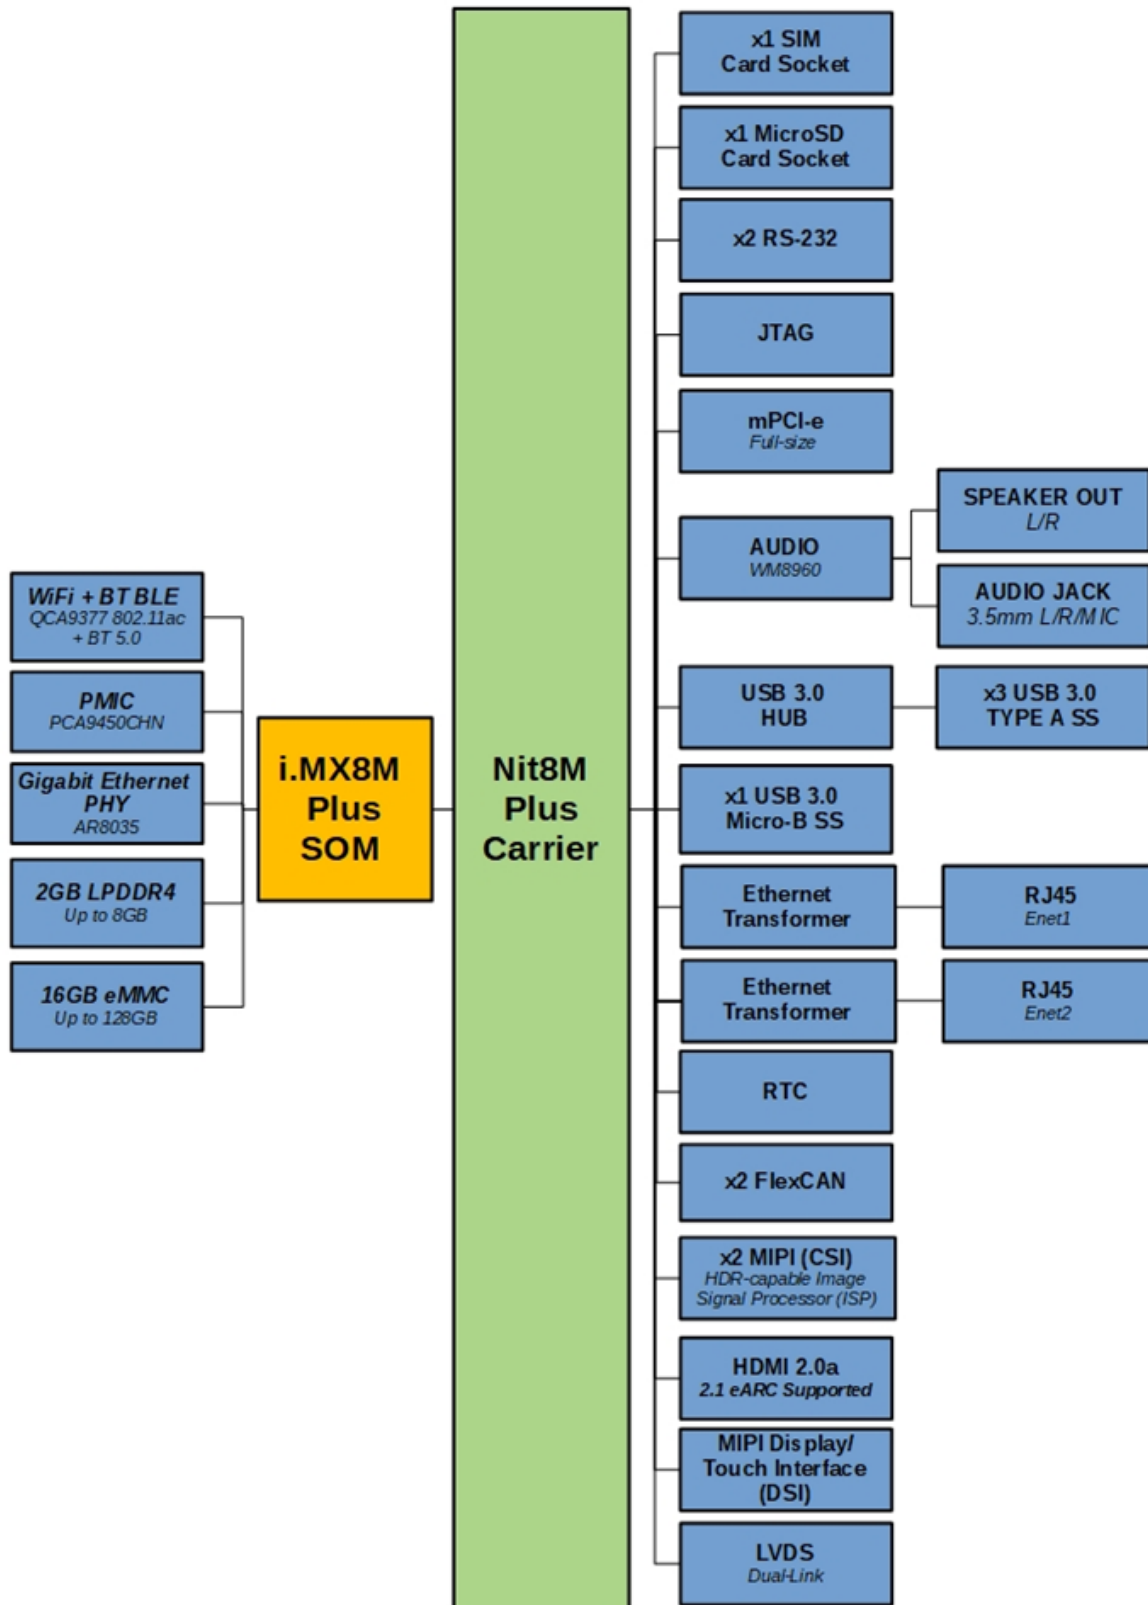 x1 SIM
Card Socket
x1 MicroSD
Card Socket
x2 RS-232
JTAG
mPCI-e
Full-size
AUDIO
WM8960
SPEAKER OUT
L/R
AUDIO JACK
3.5mm L/R/MIC
USB 3.0
HUB
x3 USB 3.0
TYPE A SS
x1 USB 3.0
Micro-B SS
Ethernet
Transformer
RJ45
Enet1
Ethernet
Transformer
RJ45
Enet2
RTC
x2 FlexCAN
x2 MIPI (CSI)
HDR-capable Image
Signal Processor (ISP)
HDMI 2.0a
2.1 eARC Supported
MIPI Display/
Touch Interface
(DSI)
LVDS
Dual-Link
Nit8M
Plus
Carrier
i.MX8M
Plus
SOM
WiFi + BT BLE
QCA9377 802.11ac
+ BT 5.0
PMIC
PCA9450CHN
Gigabit Ethernet
PHY
AR8035
2GB LPDDR4
Up to 8GB
16GB eMMC
Up to 128GB